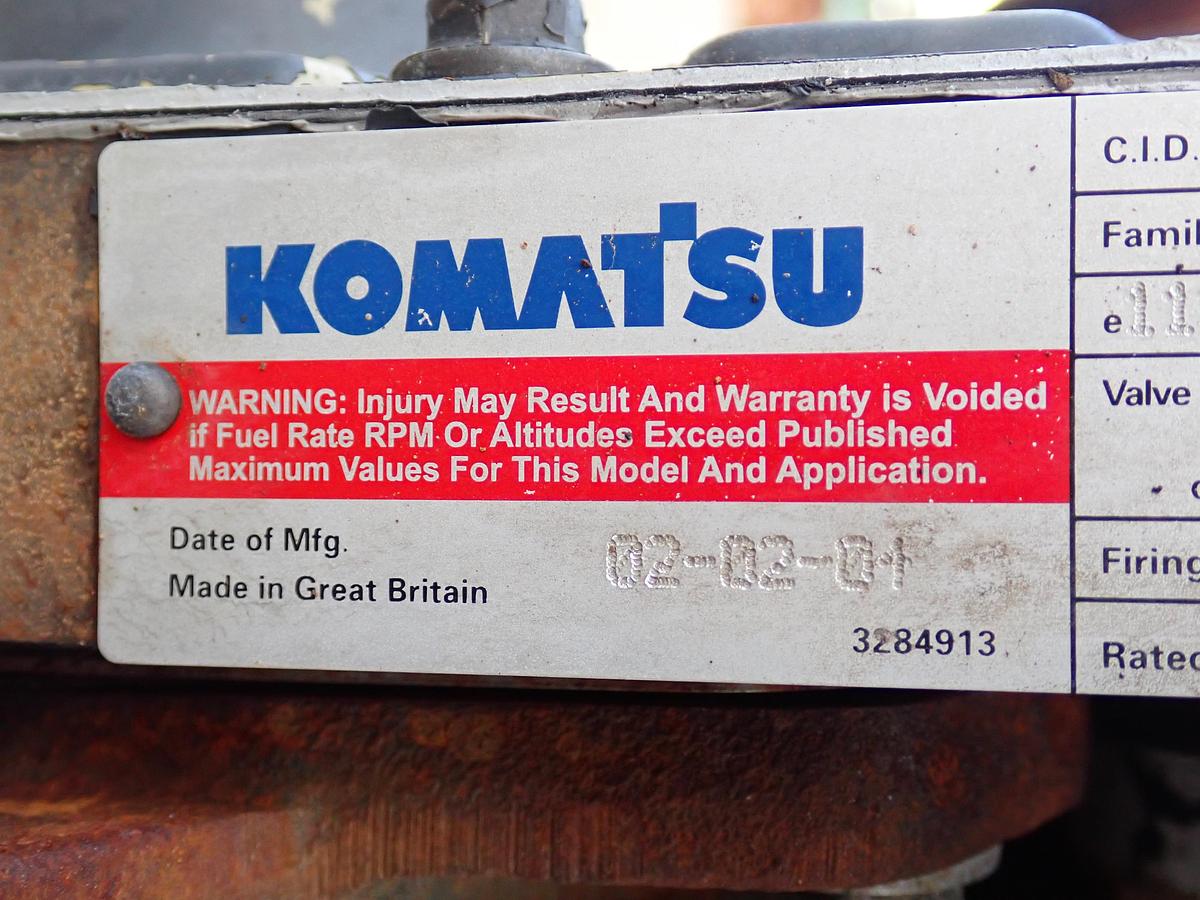 KOMATSU
WARNING: Injury May Result And Warranty is Voided
if Fuel Rate RPM Or Altitudes Exceed Published
Maximum Values For This Model And Application.
Date of Mfg. 02-02-04
Made in Great Britain
3284913
C.I.D.
e11
Valve
Firing